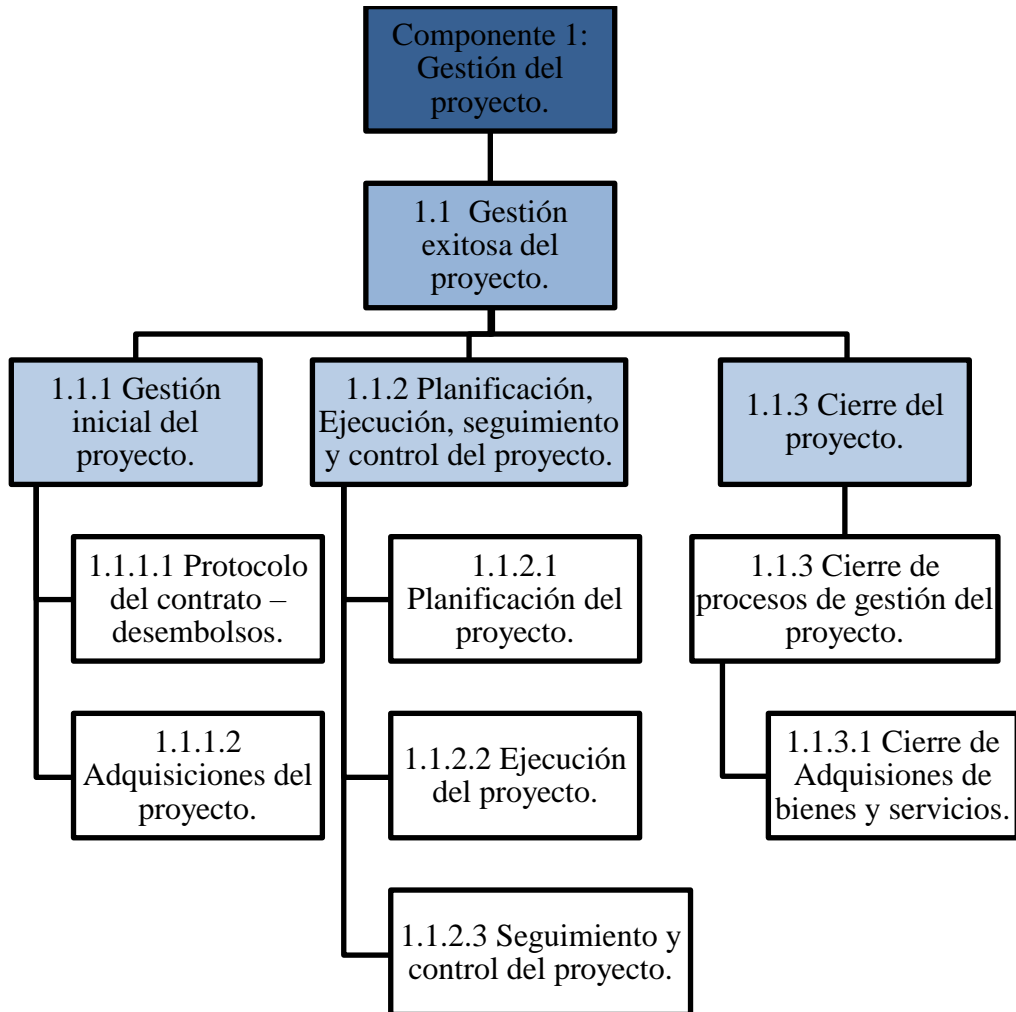 Componente 1:
Gestión del
proyecto.
1.1 Gestión
exitosa del
proyecto.
1.1.1 Gestión
inicial del
proyecto.
1.1.1.1 Protocolo
del contrato –
desembolsos.
1.1.1.2
Adquisiciones del
proyecto.
1.1.2 Planificación,
Ejecución, seguimiento
y control del proyecto.
1.1.2.1
Planificación del
proyecto.
1.1.2.2 Ejecución
del proyecto.
1.1.2.3 Seguimiento y
control del proyecto.
1.1.3 Cierre del
proyecto.
1.1.3 Cierre de
procesos de gestión del
proyecto.
1.1.3.1 Cierre de
Adquisiones de
bienes y servicios.